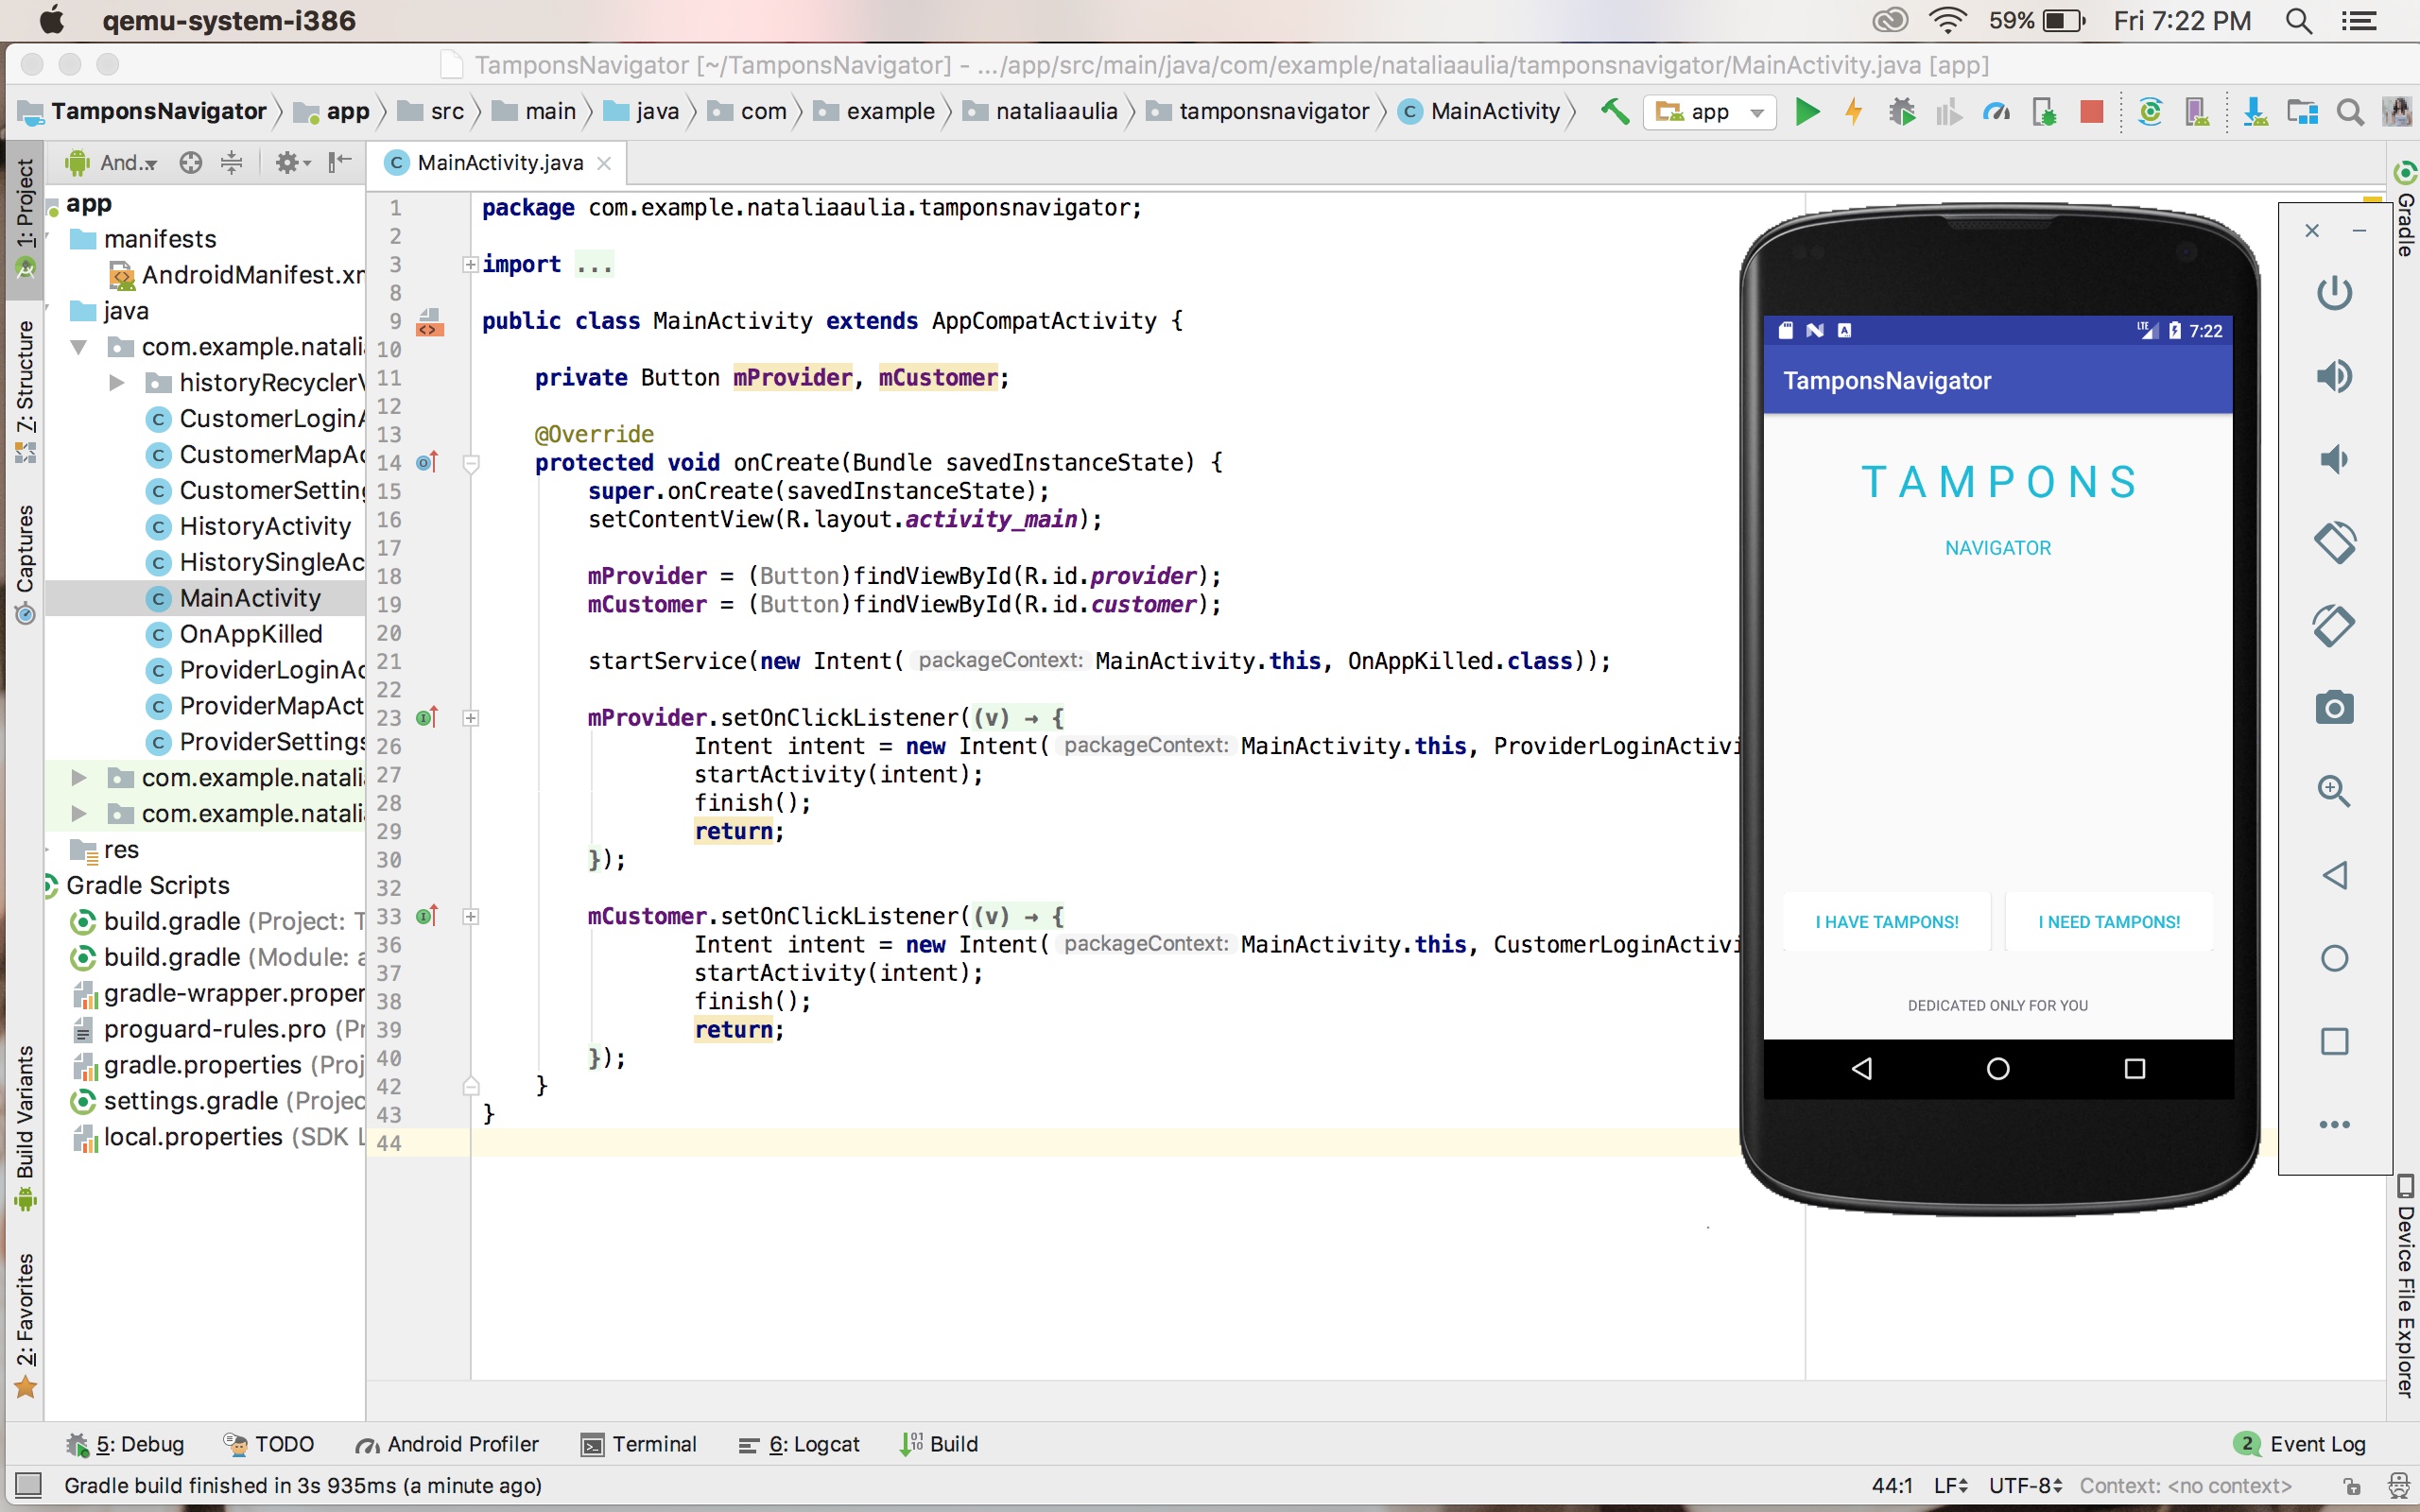 qemu-system-i386
59%
Fri 7:22 PM
TamponsNavigator [~/TamponsNavigator] - .../app/src/main/java/com/example/nataliaaulia/tamponsnavigator/MainActivity.java [app]
TamponsNavigator app src main java com example nataliaaulia tamponsnavigator MainActivity app
1: Project
7: Structure
Captures
Build Variants
2: Favorites
And...
app
manifests
AndroidManifest.xm
java
com.example.natali
historyRecyclerV
CustomerLoginA
CustomerMapAc
CustomerSetting
HistoryActivity
HistorySingleAc
MainActivity
OnAppKilled
ProviderLoginAc
ProviderMapAct
ProviderSettings
com.example.natali
com.example.natali
res
Gradle Scripts
build.gradle (Project: T
build.gradle (Module: a
gradle-wrapper.proper
proguard-rules.pro (Pr
gradle.properties (Proj
settings.gradle (Projec
local.properties (SDK L
MainActivity.java
1 package com.example.nataliaaulia.tamponsnavigator;
2
3 import ...
8
9 public class MainActivity extends AppCompatActivity {
10
11 private Button mProvider, mCustomer;
12
13 @Override
14 protected void onCreate(Bundle savedInstanceState) {
15 super.onCreate(savedInstanceState);
16 setContentView(R.layout.activity_main);
17
18 mProvider = (Button)findViewById(R.id.provider);
19 mCustomer = (Button)findViewById(R.id.customer);
20
21 startService(new Intent( packageContext: MainActivity.this, OnAppKilled.class));
22
23 mProvider.setOnClickListener((v) → {
26 Intent intent = new Intent( packageContext: MainActivity.this, ProviderLoginActivi
27 startActivity(intent);
28 finish();
29 return;
30 });
32
33 mCustomer.setOnClickListener((v) → {
36 Intent intent = new Intent( packageContext: MainActivity.this, CustomerLoginActivi
37 startActivity(intent);
38 finish();
39 return;
40 });
42 }
43 }
44
LTE 7:22
TamponsNavigator
TAMPONS
NAVIGATOR
I HAVE TAMPONS! I NEED TAMPONS!
DEDICATED ONLY FOR YOU
Gradle
Device File Explorer
5: Debug TODO Android Profiler Terminal 6: Logcat Build 2 Event Log
Gradle build finished in 3s 935ms (a minute ago) 44:1 LF UTF-8 Context: <no context>